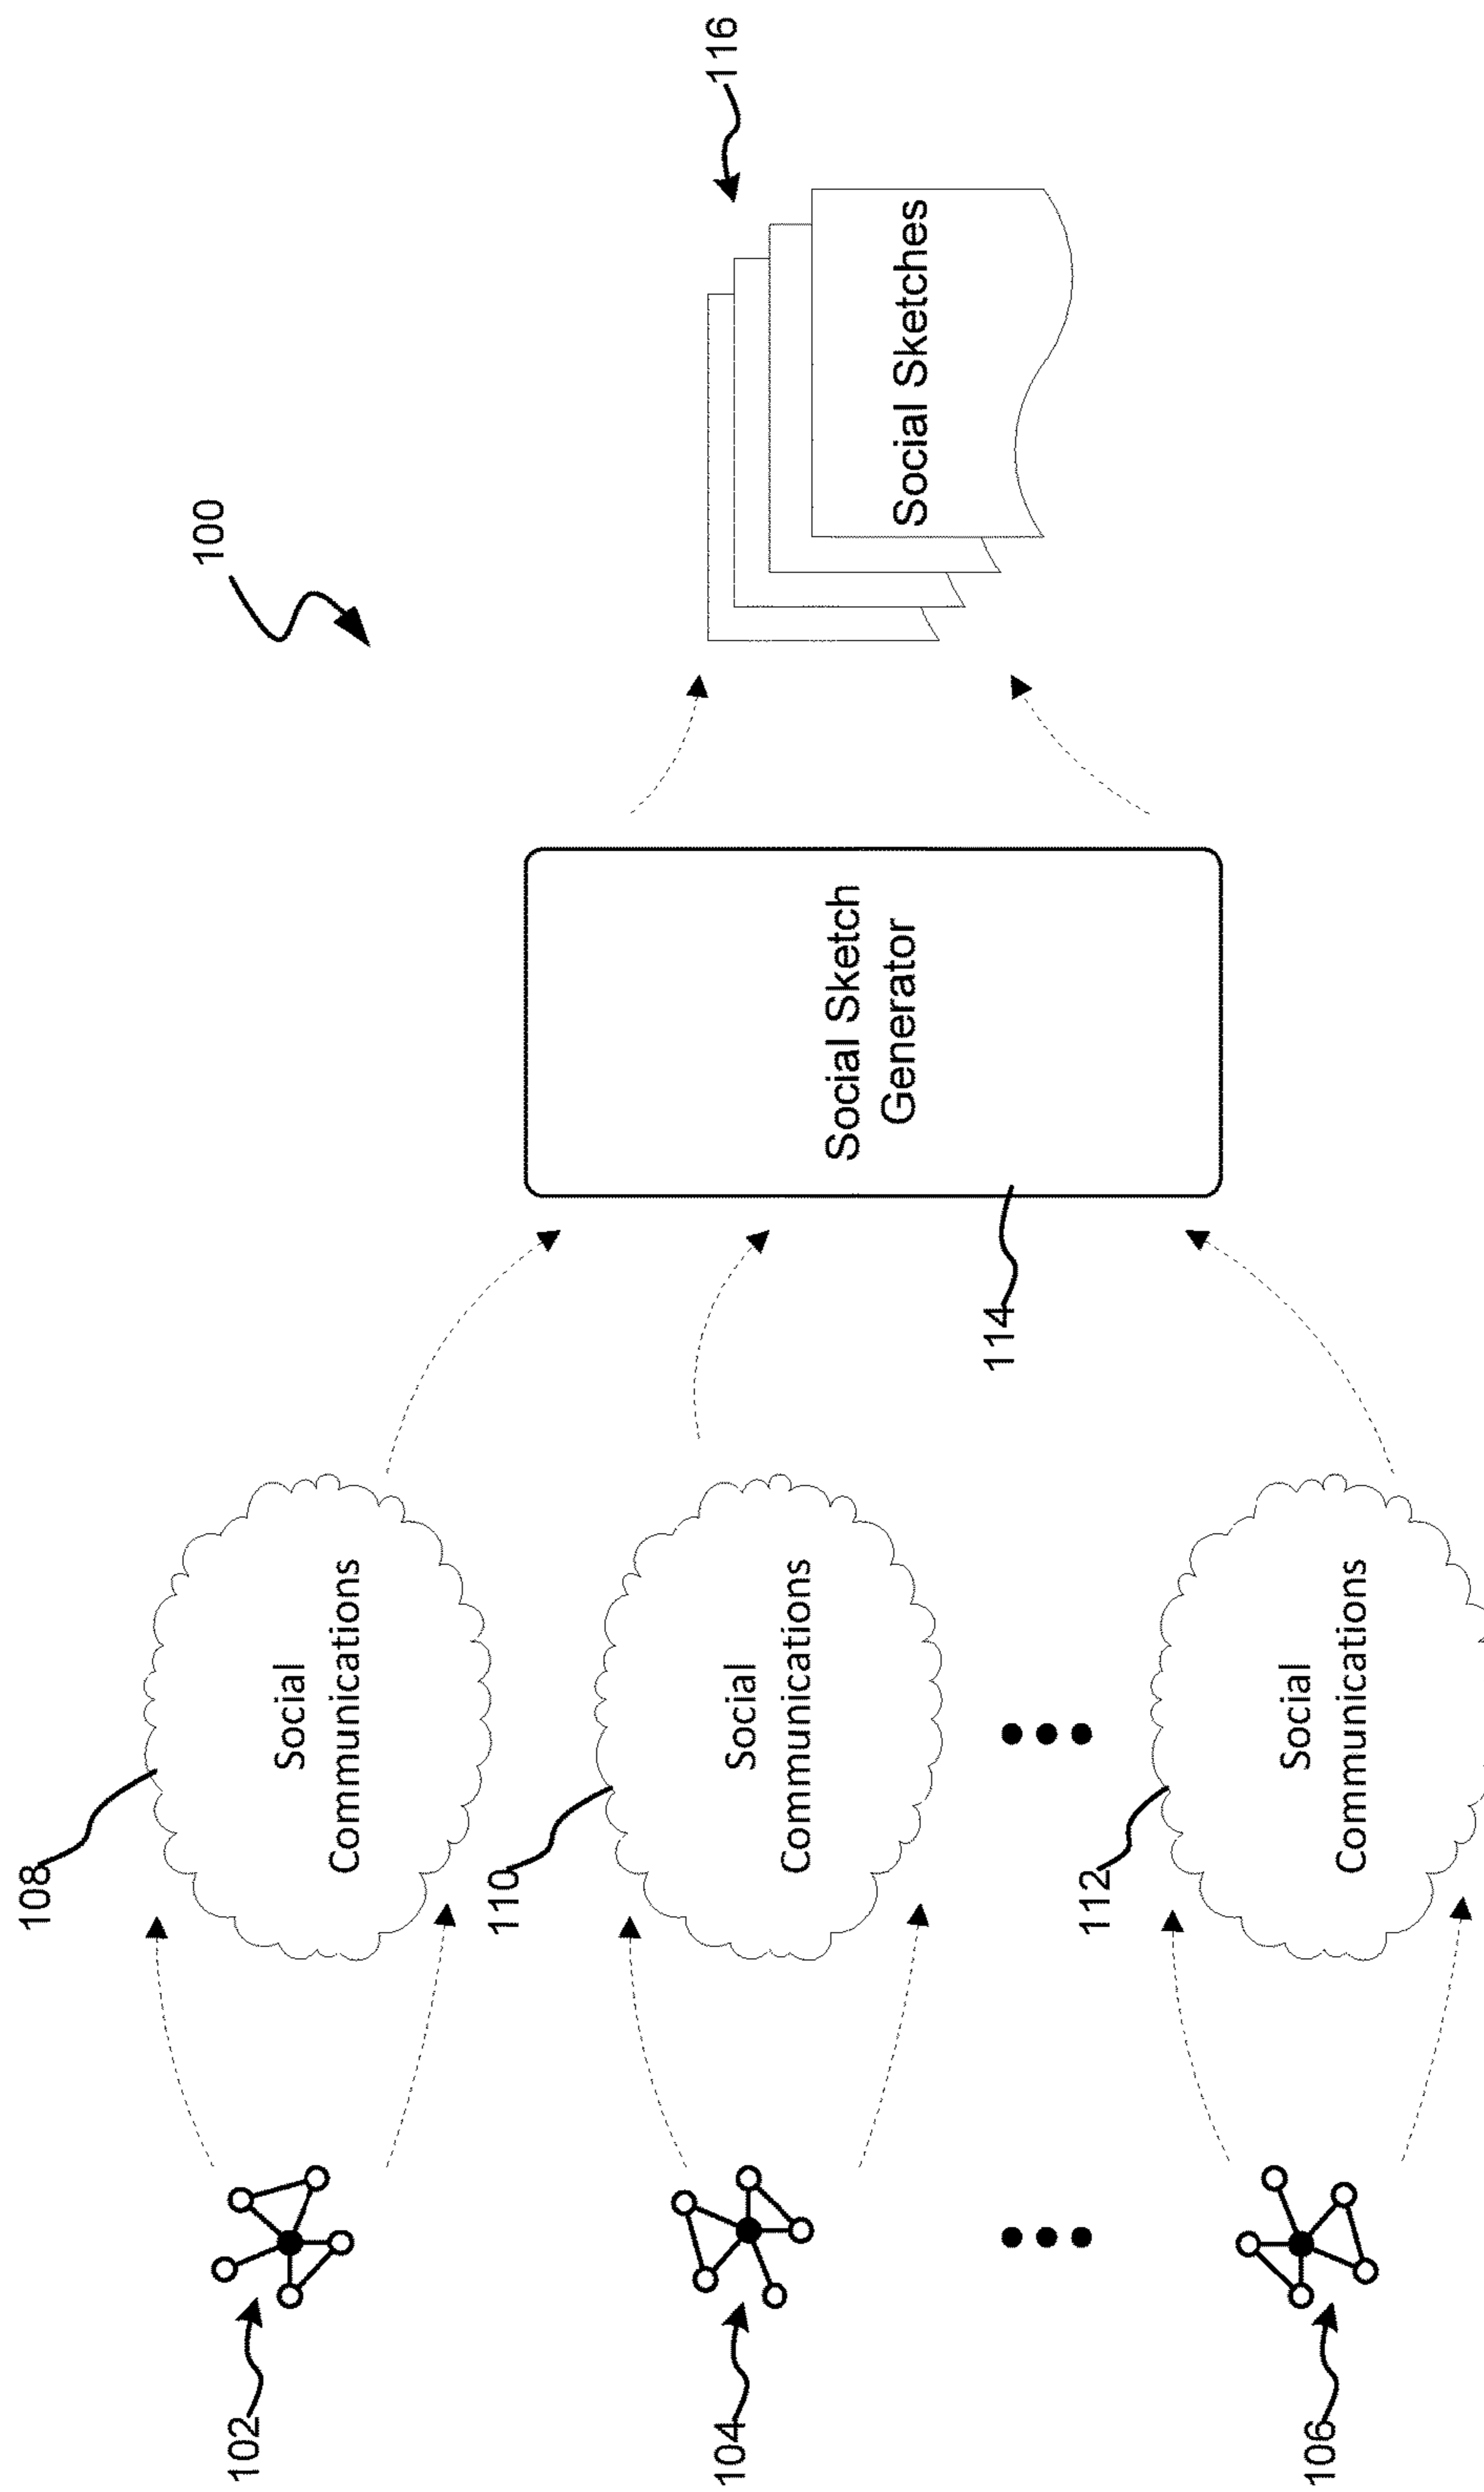 100
102
108
Social
Communications
104
110
Social
Communications
106
112
Social
Communications
114
Social Sketch
Generator
116
Social Sketches